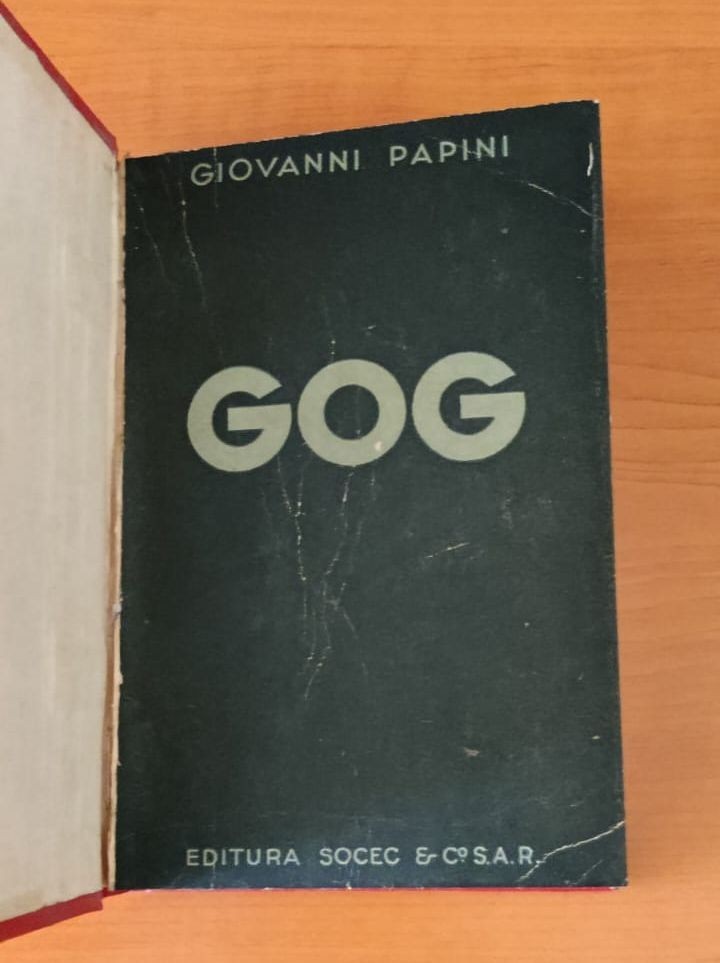 GIOVANNI PAPINI
GOG
EDITURA SOCEC & Cº. S.A.R.